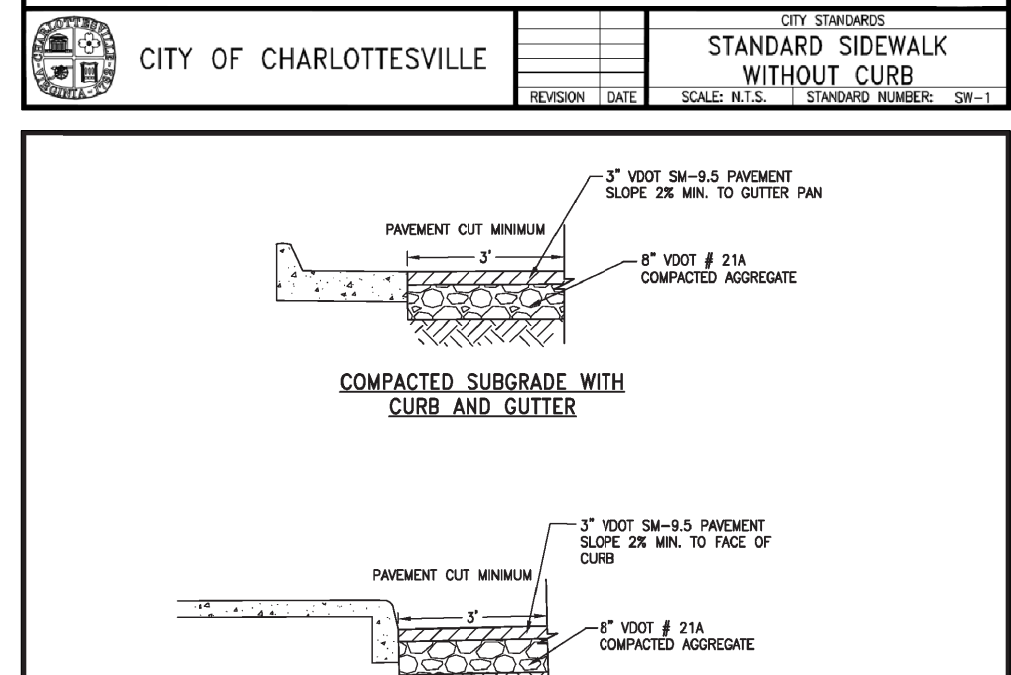 CHARLOTTESVILLE
VIRGINIA-1762
CITY OF CHARLOTTESVILLE
REVISION DATE
CITY STANDARDS
STANDARD SIDEWALK
WITHOUT CURB
SCALE: N.T.S. STANDARD NUMBER: SW-1
3" VDOT SM-9.5 PAVEMENT
SLOPE 2% MIN. TO GUTTER PAN
PAVEMENT CUT MINIMUM
3'
8" VDOT # 21A
COMPACTED AGGREGATE
COMPACTED SUBGRADE WITH
CURB AND GUTTER
3" VDOT SM-9.5 PAVEMENT
SLOPE 2% MIN. TO FACE OF
CURB
PAVEMENT CUT MINIMUM
3'
8" VDOT # 21A
COMPACTED AGGREGATE